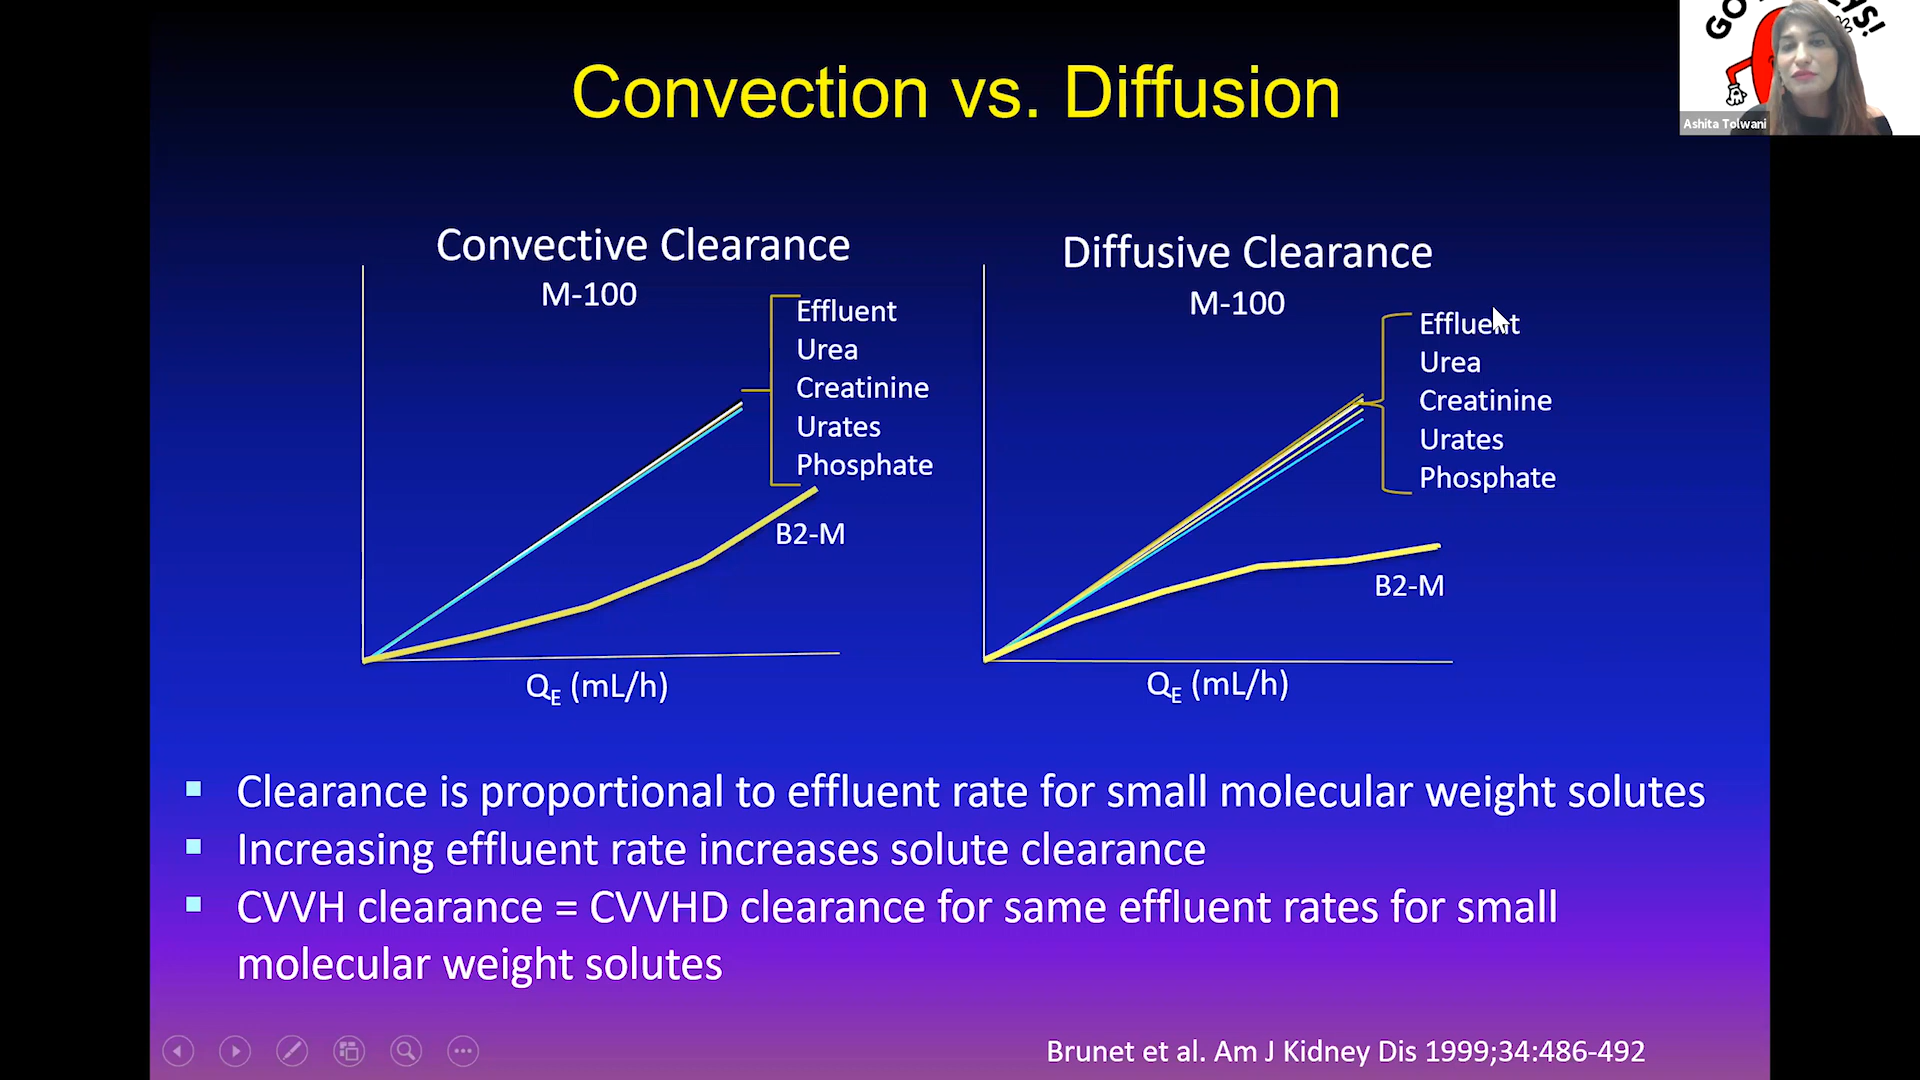 Convection vs. Diffusion
Ashita Tolwani
Convective Clearance
M-100
Effluent
Urea
Creatinine
Urates
Phosphate
B2-M
QE (mL/h)
Diffusive Clearance
M-100
Effluent
Urea
Creatinine
Urates
Phosphate
B2-M
QE (mL/h)
▪ Clearance is proportional to effluent rate for small molecular weight solutes
▪ Increasing effluent rate increases solute clearance
▪ CVVH clearance = CVVHD clearance for same effluent rates for small
molecular weight solutes
Brunet et al. Am J Kidney Dis 1999;34:486-492